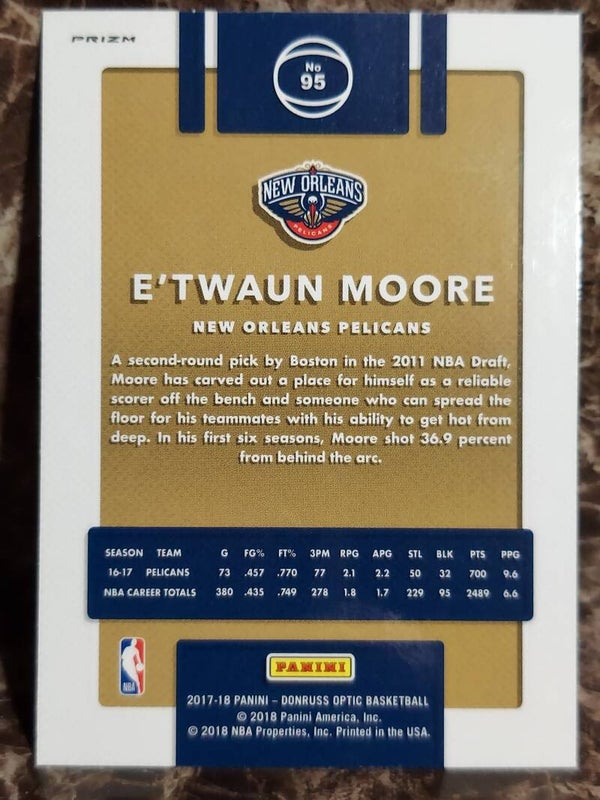 PRIZM
No
95
NEW ORLEANS
PELICANS
E'TWAUN MOORE
NEW ORLEANS PELICANS
A second-round pick by Boston in the 2011 NBA Draft,
Moore has carved out a place for himself as a reliable
scorer off the bench and someone who can spread the
floor for his teammates with his ability to get hot from
deep. In his first six seasons, Moore shot 36.9 percent
from behind the arc.
SEASON TEAM G FG% FT% 3PM RPG APG STL BLK PTS PPG
16-17 PELICANS 73 .457 .770 77 2.1 2.2 50 32 700 9.6
NBA CAREER TOTALS 380 .435 .749 278 1.8 1.7 229 95 2489 6.6
NBA
PANINI
2017-18 PANINI – DONRUSS OPTIC BASKETBALL
© 2018 Panini America, Inc.
© 2018 NBA Properties, Inc. Printed in the USA.